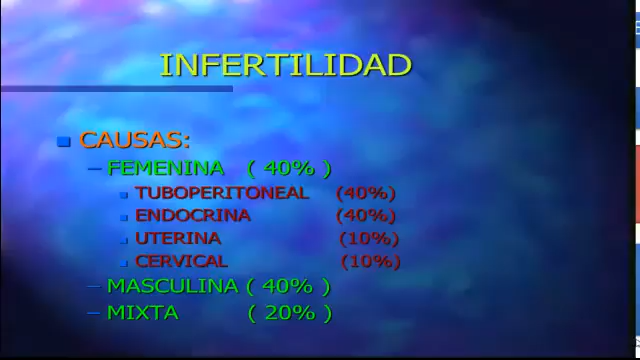 INFERTILIDAD
CAUSAS:
– FEMENINA ( 40% )
TUBOPERITONEAL (40%)
ENDOCRINA (40%)
UTERINA (10%)
CERVICAL (10%)
– MASCULINA ( 40% )
– MIXTA ( 20% )